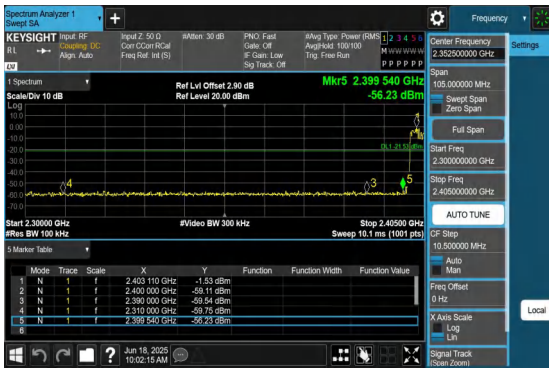 Spectrum Analyzer 1
Swept SA
+
Frequency
KEYSIGHT
RL
LXI
Input: RF
Coupling: DC
Align: Auto
Input Z: 50 Ω
Corr CCorr RCal
Freq Ref: Int (S)
#Atten: 30 dB
PNO: Fast
Gate: Off
IF Gain: Low
Sig Track: Off
#Avg Type: Power (RMS
Avg|Hold: 100/100
Trig: Free Run
1 2 3 4 5
M W W W W
P P P P P
1 Spectrum
Scale/Div 10 dB
Ref Lvl Offset 2.90 dB
Ref Level 20.00 dBm
Mkr5 2.399 540 GHz
-56.23 dBm
Log
10.0
0.00
-10.0
-20.0
-30.0
-40.0
-50.0
-60.0
-70.0
DL1 -21.53 dBm
4
3
5
Start 2.30000 GHz
#Res BW 100 kHz
#Video BW 300 kHz
Stop 2.40500 GHz
Sweep 10.1 ms (1001 pts)
5 Marker Table
Mode Trace Scale X Y Function Function Width Function Value
1 N 1 f 2.403 110 GHz -1.53 dBm
2 N 1 f 2.400 000 GHz -59.11 dBm
3 N 1 f 2.390 000 GHz -59.54 dBm
4 N 1 f 2.310 000 GHz -59.75 dBm
5 N 1 f 2.399 540 GHz -56.23 dBm
6
Jun 18, 2025
10:02:15 AM
Center Frequency
2.352500000 GHz
Settings
Span
105.000000 MHz
Swept Span
Zero Span
Full Span
Start Freq
2.300000000 GHz
Stop Freq
2.405000000 GHz
AUTO TUNE
CF Step
10.500000 MHz
Auto
Man
Freq Offset
0 Hz
X Axis Scale
Log
Lin
Local
Signal Track
(Span Zoom)